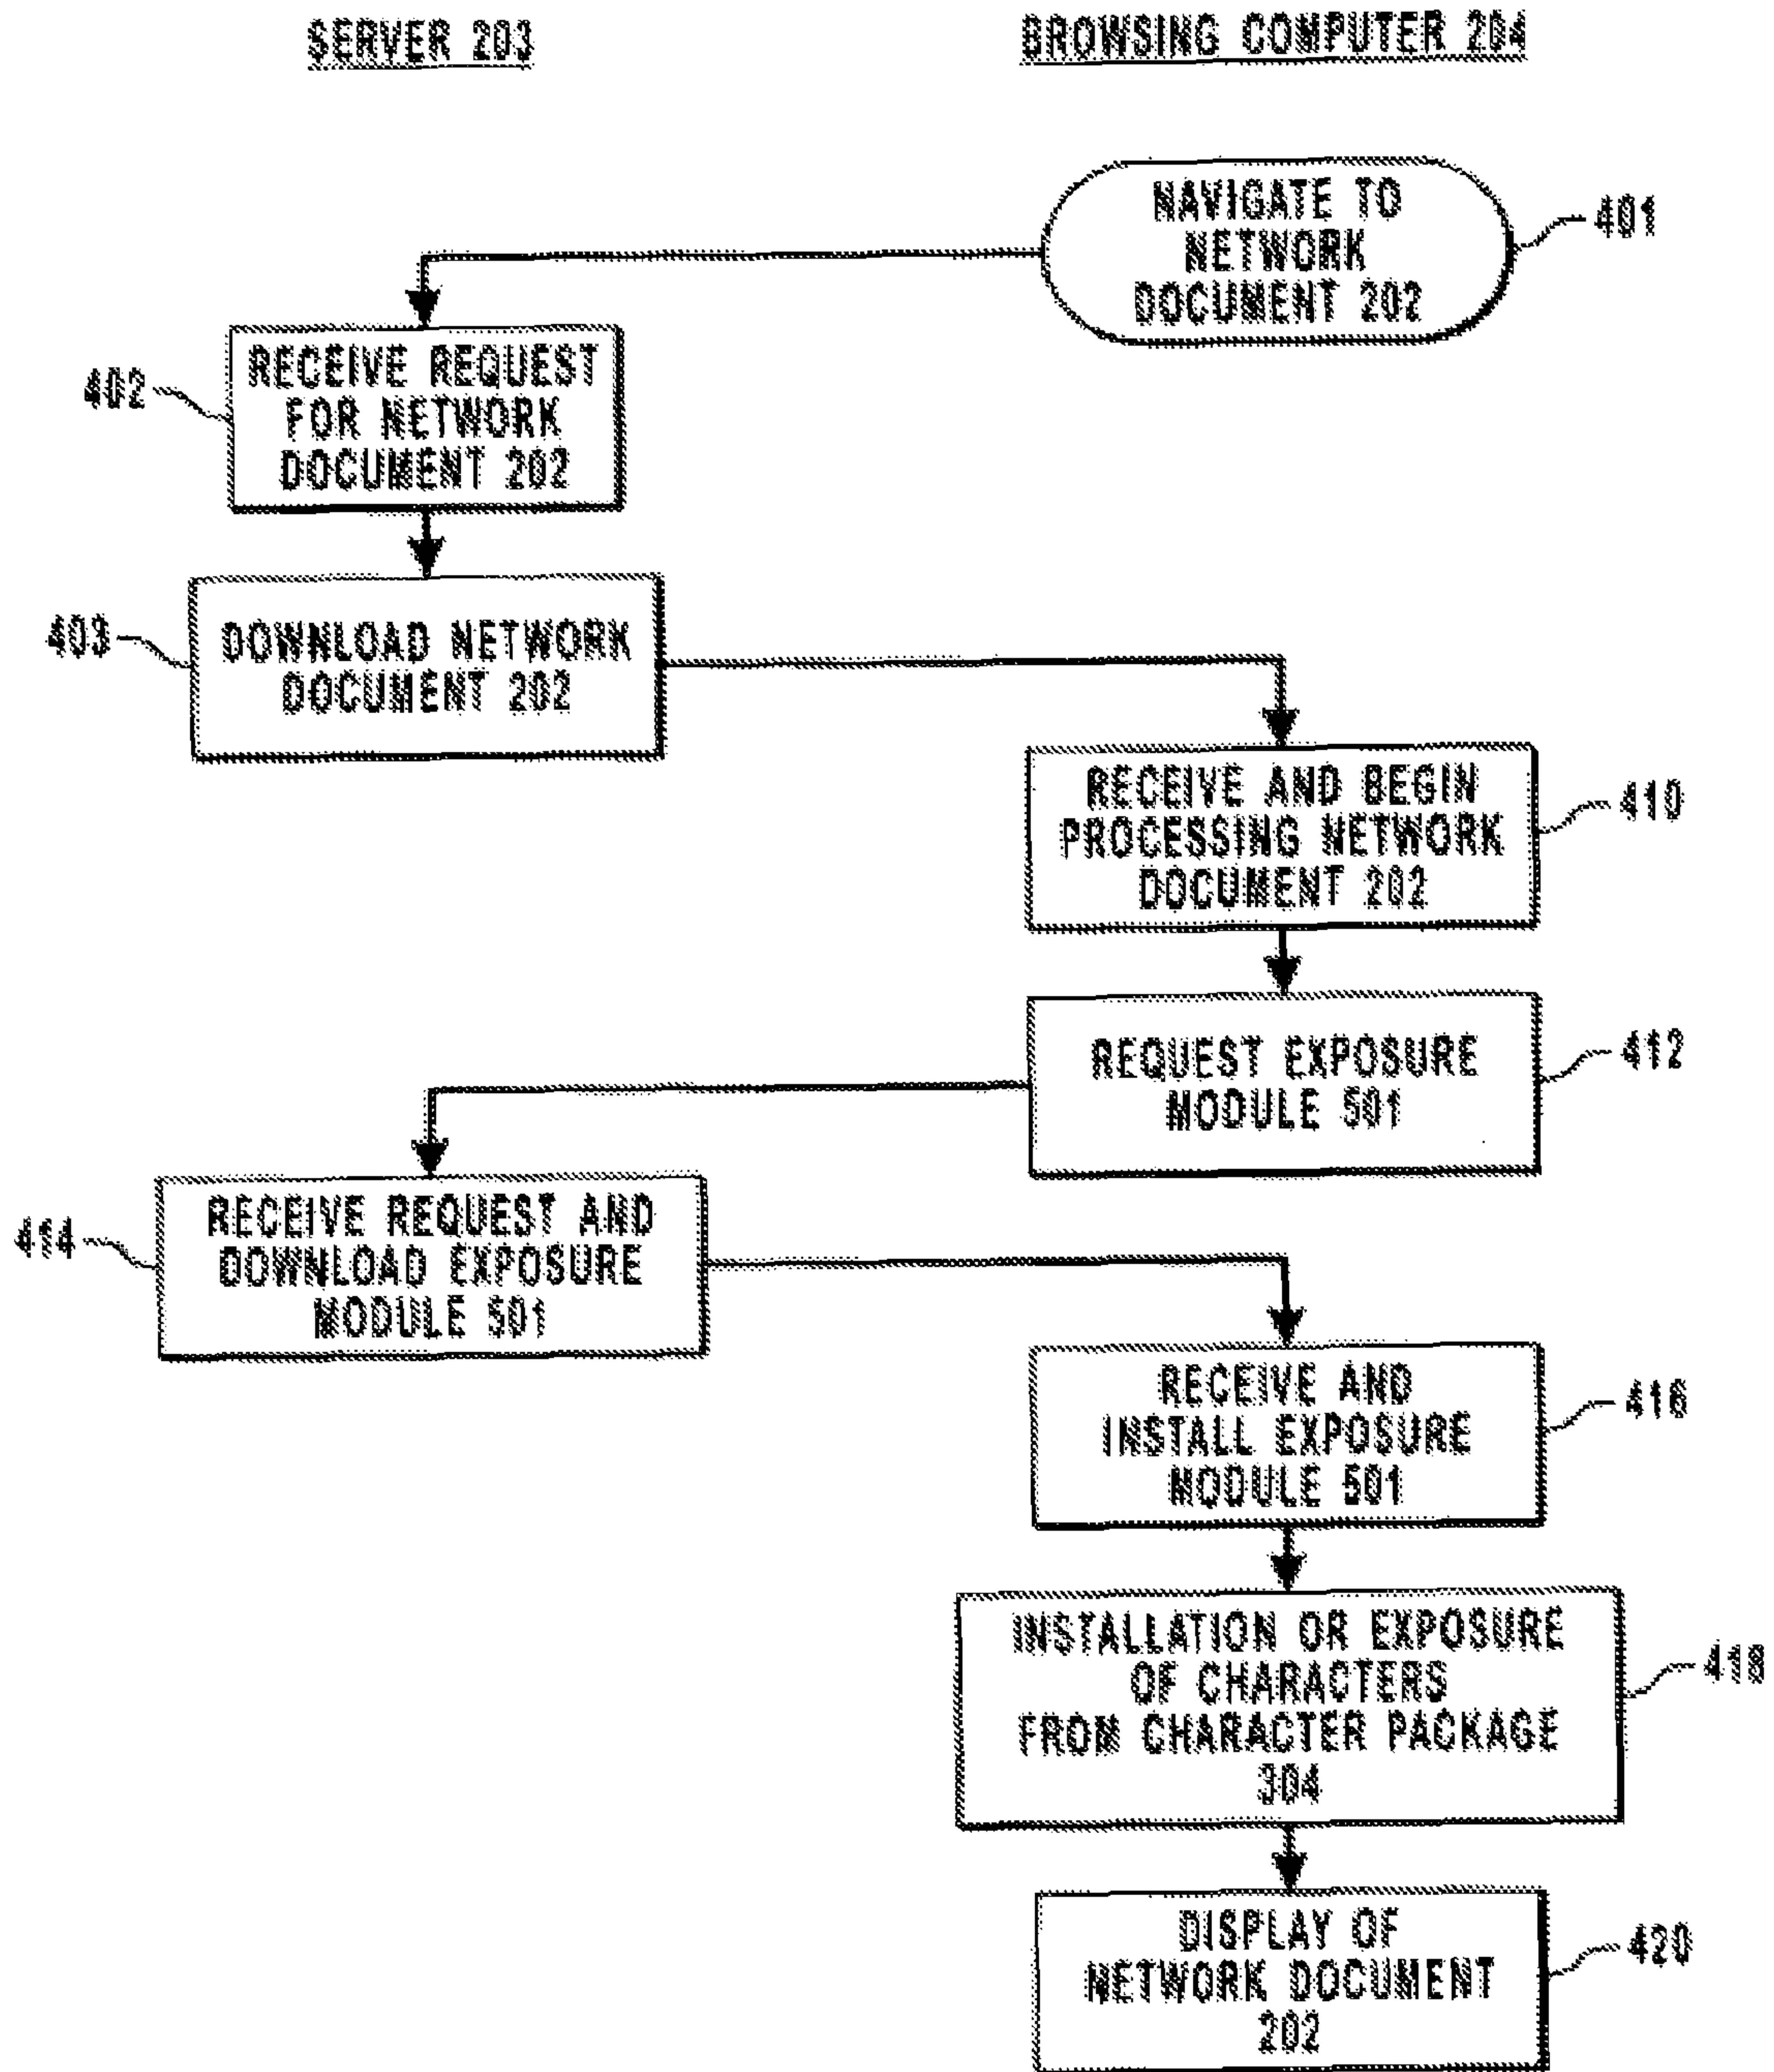 SERVER 203
BROWSING COMPUTER 204
NAVIGATE TO
NETWORK
DOCUMENT 202
401
RECEIVE REQUEST
FOR NETWORK
DOCUMENT 202
402
DOWNLOAD NETWORK
DOCUMENT 202
403
RECEIVE AND BEGIN
PROCESSING NETWORK
DOCUMENT 202
410
REQUEST EXPOSURE
MODULE 501
412
RECEIVE REQUEST AND
DOWNLOAD EXPOSURE
MODULE 501
414
RECEIVE AND
INSTALL EXPOSURE
MODULE 501
416
INSTALLATION OR EXPOSURE
OF CHARACTERS
FROM CHARACTER PACKAGE
304
418
DISPLAY OF
NETWORK DOCUMENT
202
420